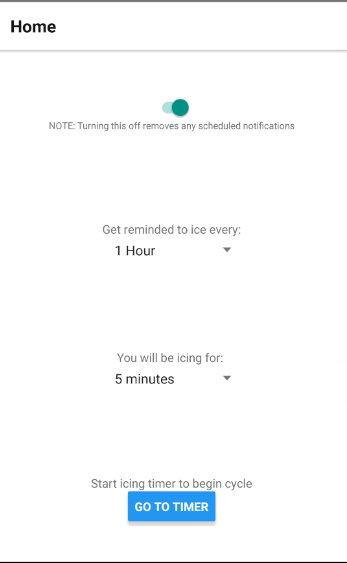 Home
NOTE: Turning this off removes any scheduled notifications
Get reminded to ice every:
1 Hour
You will be icing for:
5 minutes
Start icing timer to begin cycle
GO TO TIMER